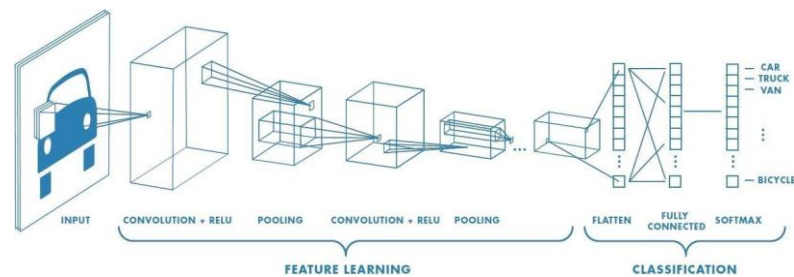 CAR
TRUCK
VAN
BICYCLE
INPUT
CONVOLUTION + RELU
POOLING
CONVOLUTION + RELU
POOLING
FLATTEN
FULLY
CONNECTED
SOFTMAX
FEATURE LEARNING
CLASSIFICATION